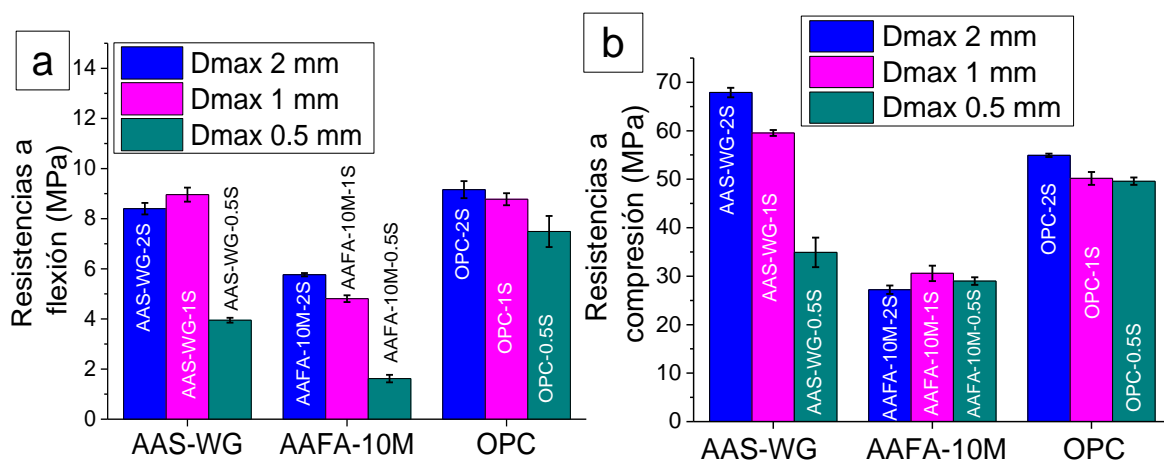 a
Dmax 2 mm
Dmax 1 mm
Dmax 0.5 mm
Resistencias a
flexión (MPa)
14
12
10
8
6
4
2
0
AAS-WG-2S
AAS-WG-1S
AAS-WG-0.5S
AAFA-10M-2S
AAFA-10M-1S
AAFA-10M-0.5S
OPC-2S
OPC-1S
OPC-0.5S
AAS-WG
AAFA-10M
OPC
b
Dmax 2 mm
Dmax 1 mm
Dmax 0.5 mm
Resistencias a
compresión (MPa)
70
60
50
40
30
20
10
0
AAS-WG-2S
AAS-WG-1S
AAS-WG-0.5S
AAFA-10M-2S
AAFA-10M-1S
AAFA-10M-0.5S
OPC-2S
OPC-1S
OPC-0.5S
AAS-WG
AAFA-10M
OPC